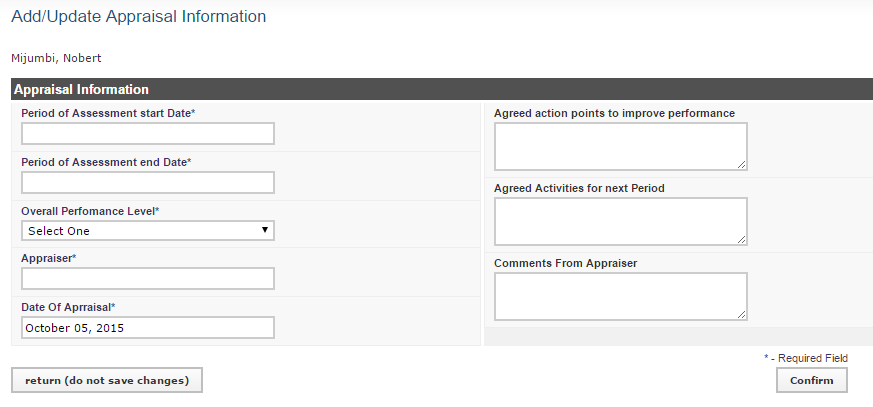 Add/Update Appraisal Information
Mijumbi, Nobert
Appraisal Information
Period of Assessment start Date*
Period of Assessment end Date*
Overall Perfomance Level*
Select One
Appraiser*
Date Of Aprraisal*
October 05, 2015
Agreed action points to improve performance
Agreed Activities for next Period
Comments From Appraiser
* - Required Field
return (do not save changes)
Confirm